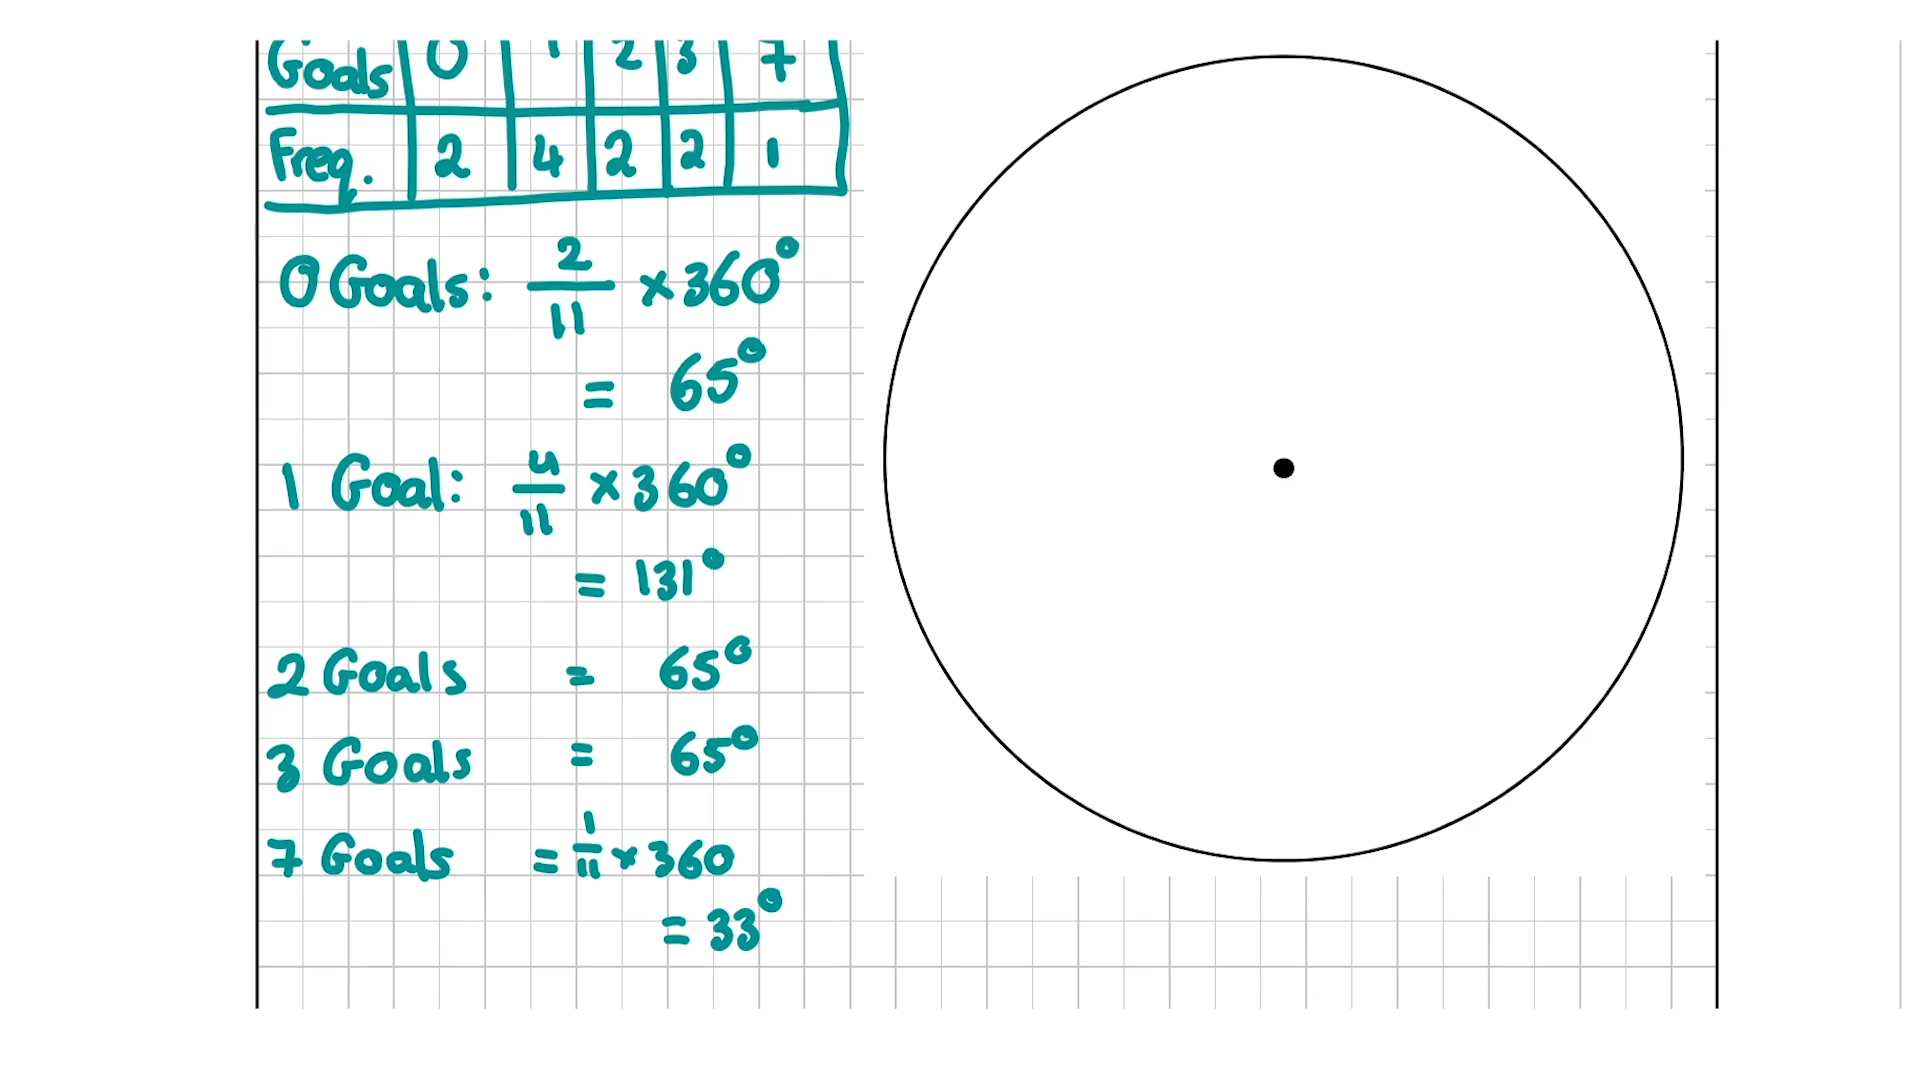 Goals 0 1 2 3 7
Freq. 2 4 2 2 1
0 Goals: 2/11 × 360°
= 65°
1 Goal: 4/11 × 360°
= 131°
2 Goals = 65°
3 Goals = 65°
7 Goals = 1/11 × 360
= 33°